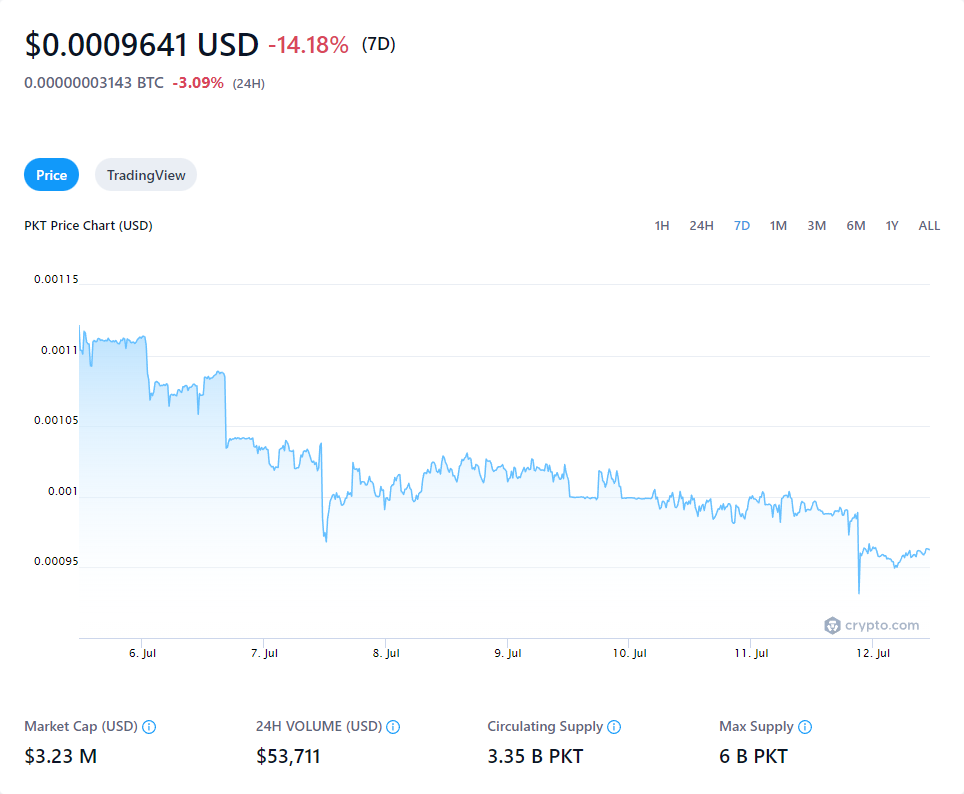 $0.0009641 USD -14.18% (7D)
0.00000003143 BTC -3.09% (24H)
Price TradingView
PKT Price Chart (USD) 1H 24H 7D 1M 3M 6M 1Y ALL
0.00115
0.0011
0.00105
0.001
0.00095
crypto.com
6. Jul 7. Jul 8. Jul 9. Jul 10. Jul 11. Jul 12. Jul
Market Cap (USD) 24H VOLUME (USD) Circulating Supply Max Supply
$3.23 M $53,711 3.35 B PKT 6 B PKT